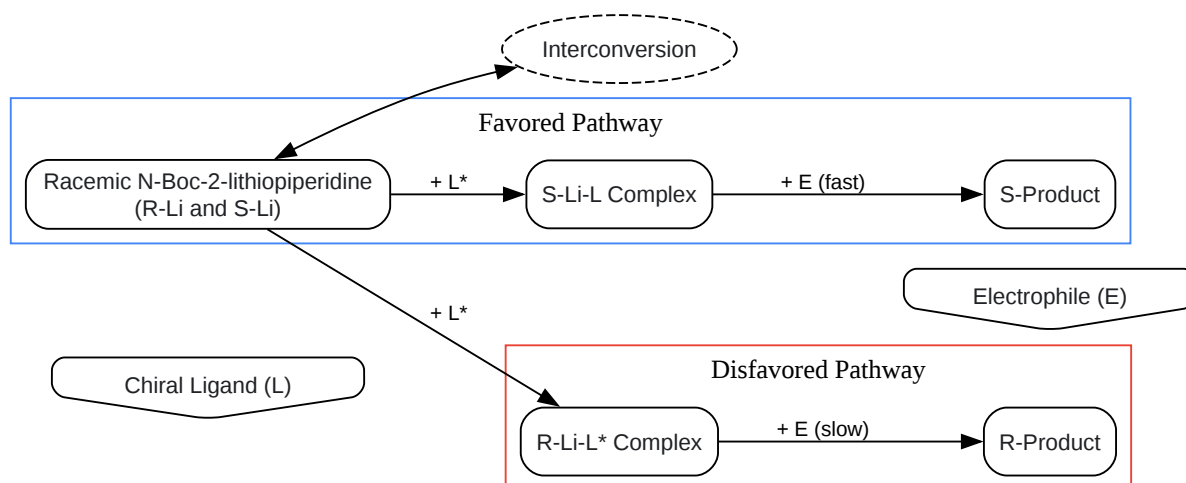 Interconversion
Favored Pathway
Racemic N-Boc-2-lithiopiperidine
(R-Li and S-Li)
+ L*
S-Li-L Complex
+ E (fast)
S-Product
+ L*
Electrophile (E)
Chiral Ligand (L)
Disfavored Pathway
R-Li-L* Complex
+ E (slow)
R-Product